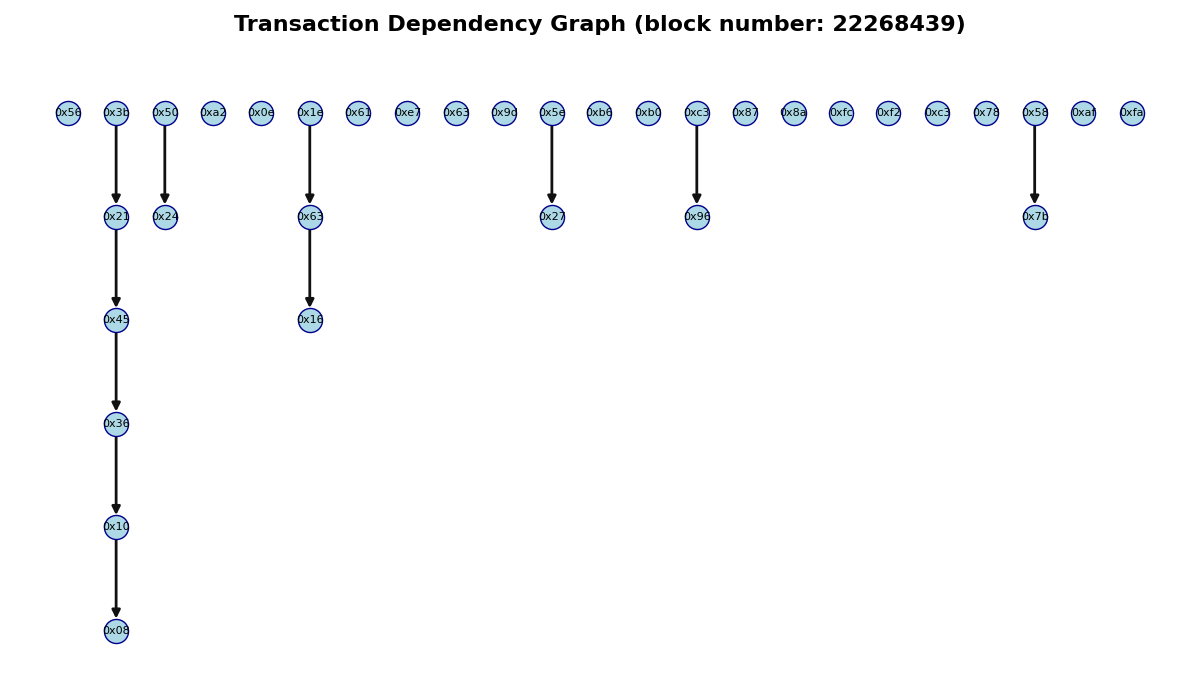 Transaction Dependency Graph (block number: 22268439)
0x56 0x3b 0x50 0xa2 0x0e 0x1e 0x61 0xe7 0x63 0x9d 0x5e 0xb6 0xb0 0xc3 0x87 0x8a 0xfc 0xf2 0xc3 0x78 0x58 0xaf 0xfa
0x21 0x24 0x63 0x27 0x96 0x7b
0x45 0x16
0x36
0x10
0x08